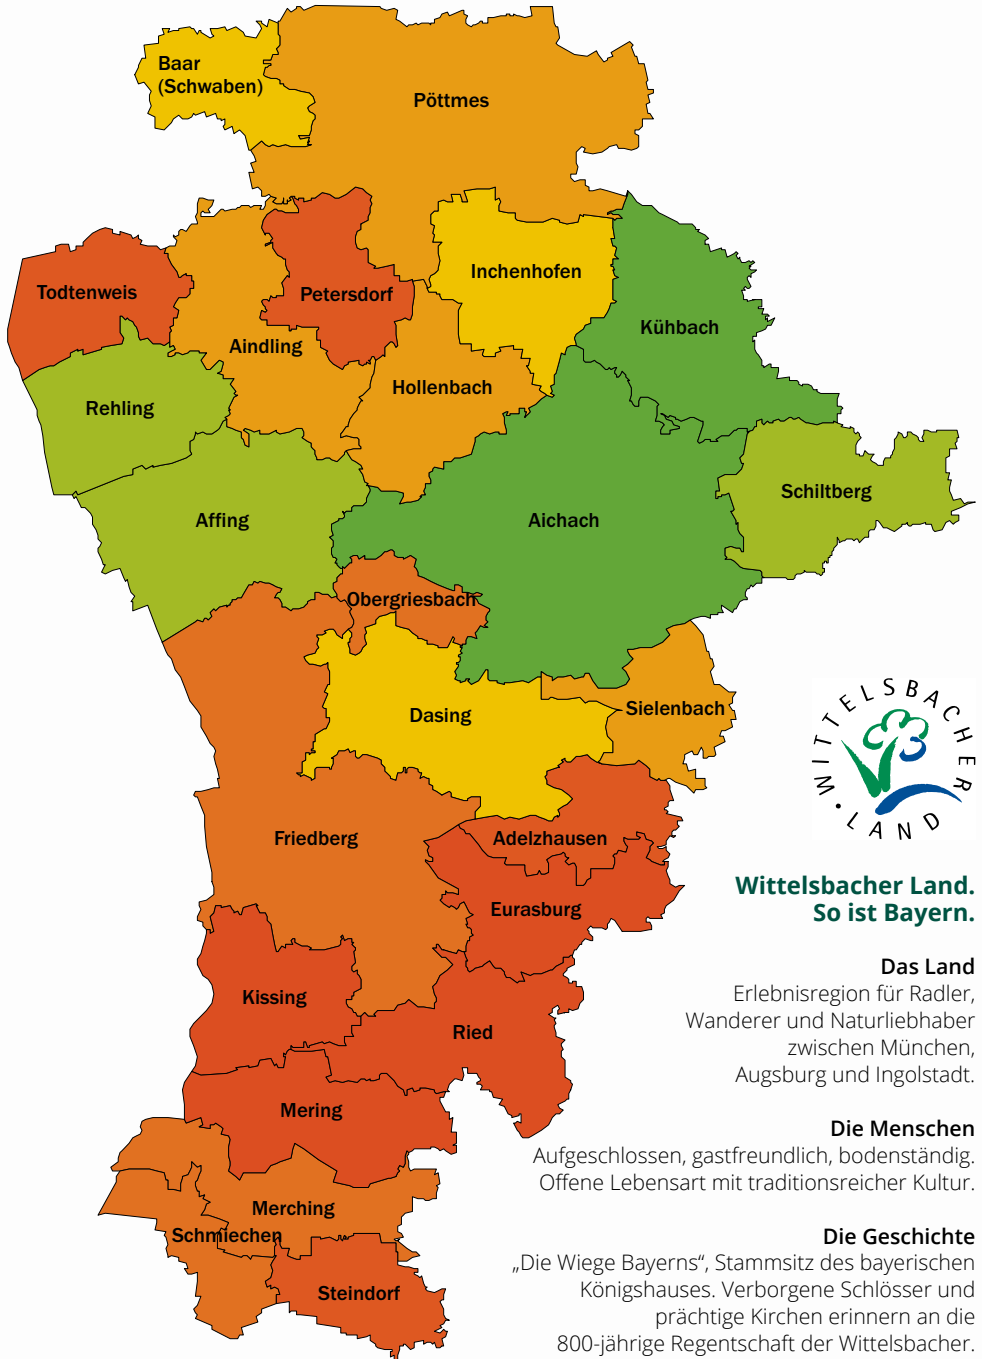 Baar
(Schwaben)
Pöttmes
Inchenhofen
Todtenweis
Petersdorf
Kühbach
Aindling
Hollenbach
Rehling
Schiltberg
Affing
Aichach
Obergriesbach
Dasing
Sielenbach
WITTELSBACHER
• LAND
Friedberg
Adelzhausen
Eurasburg
Kissing
Ried
Mering
Merching
Schmiechen
Steindorf
Wittelsbacher Land.
So ist Bayern.
Das Land
Erlebnisregion für Radler,
Wanderer und Naturliebhaber
zwischen München,
Augsburg und Ingolstadt.
Die Menschen
Aufgeschlossen, gastfreundlich, bodenständig.
Offene Lebensart mit traditionsreicher Kultur.
Die Geschichte
„Die Wiege Bayerns“, Stammsitz des bayerischen
Königshauses. Verborgene Schlösser und
prächtige Kirchen erinnern an die
800-jährige Regentschaft der Wittelsbacher.